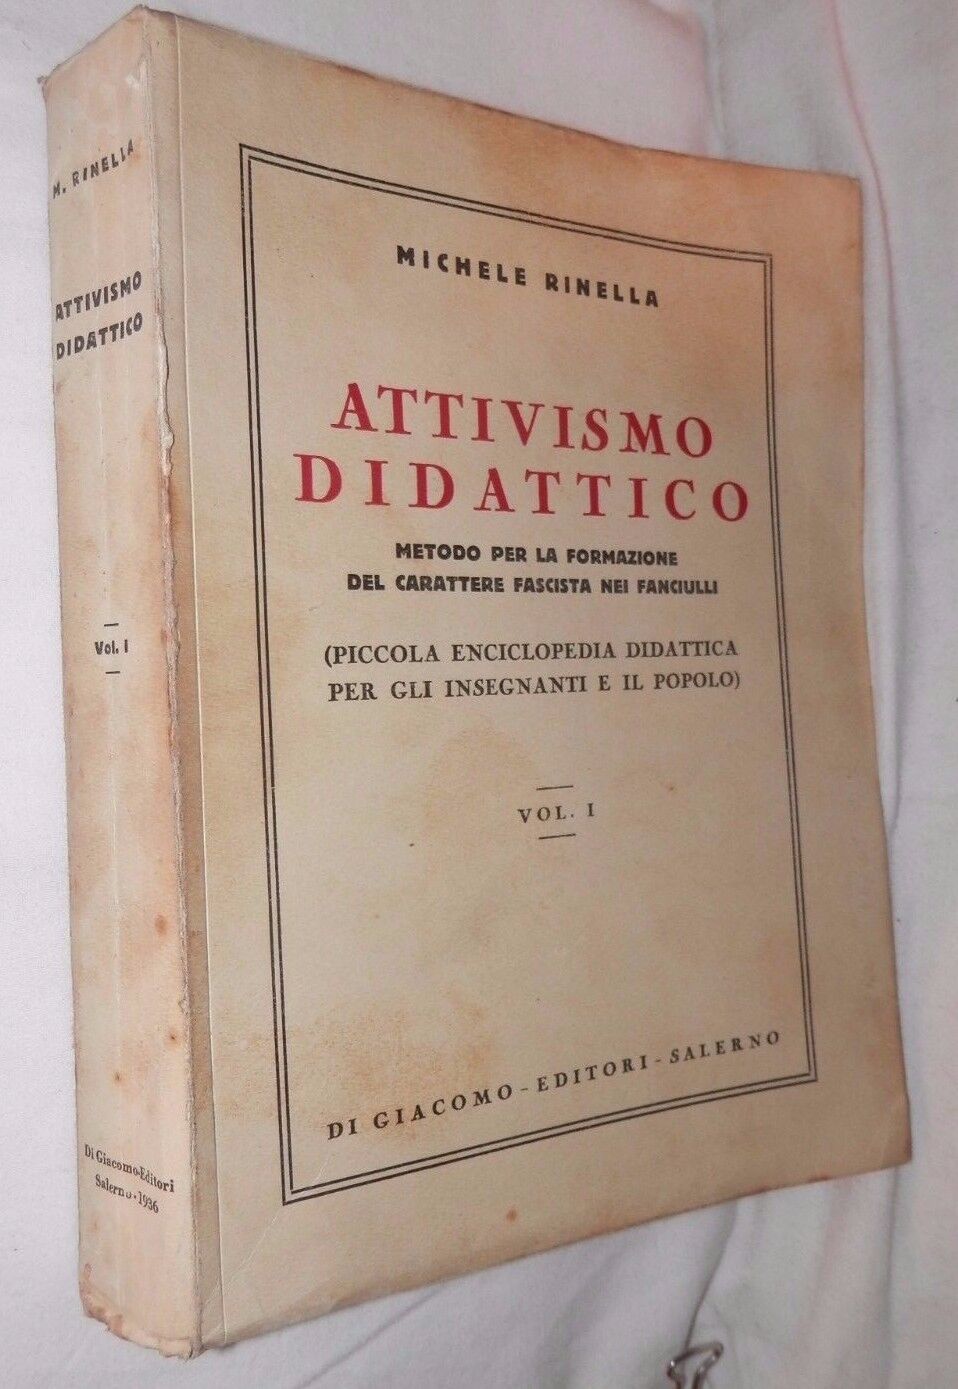 M. RINELLA
ATTIVISMO
DIDATTICO
Vol. I
Di Giacomo-Editori
Salerno - 1936
MICHELE RINELLA
ATTIVISMO
DIDATTICO
METODO PER LA FORMAZIONE
DEL CARATTERE FASCISTA NEI FANCIULLI
(PICCOLA ENCICLOPEDIA DIDATTICA
PER GLI INSEGNANTI E IL POPOLO)
VOL. I
DI GIACOMO - EDITORI - SALERNO